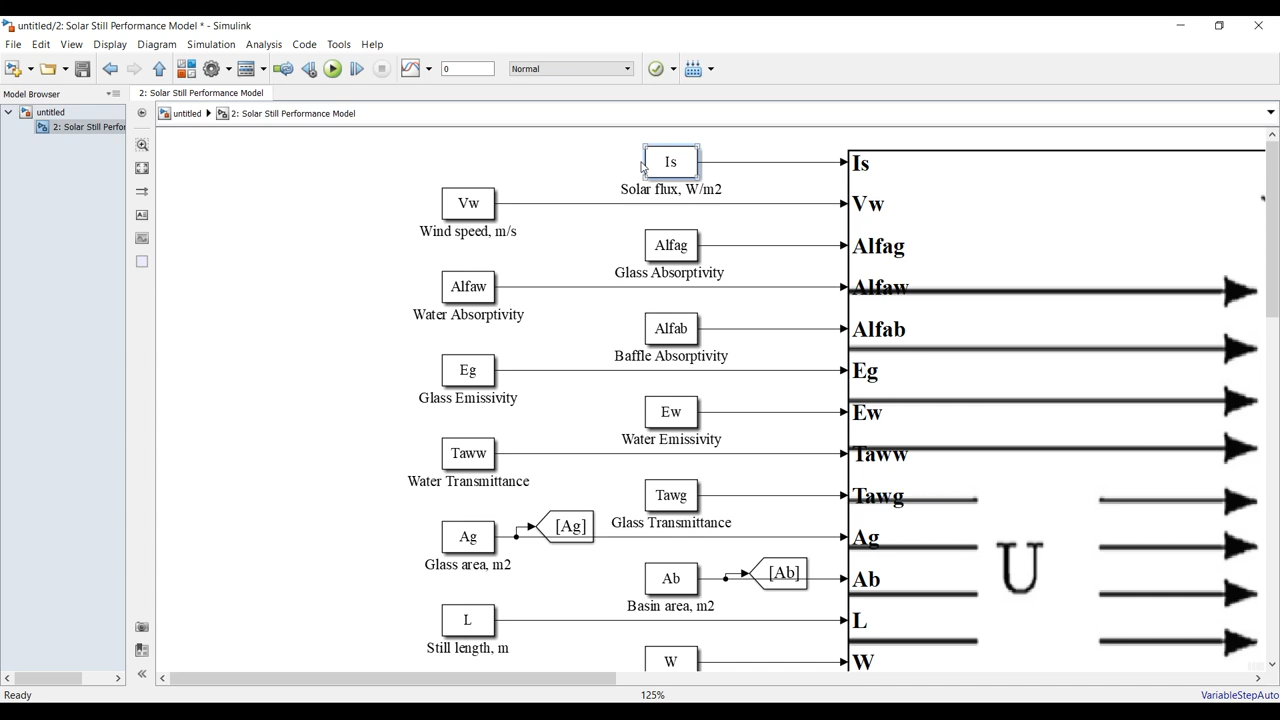 untitled/2: Solar Still Performance Model * - Simulink
File Edit View Display Diagram Simulation Analysis Code Tools Help
0 Normal
Model Browser
2: Solar Still Performance Model
untitled
2: Solar Still Perfor
untitled 2: Solar Still Performance Model
Is
Solar flux, W/m2
Is
Vw
Wind speed, m/s
Vw
Alfag
Glass Absorptivity
Alfag
Alfaw
Water Absorptivity
Alfaw
Alfab
Baffle Absorptivity
Alfab
Eg
Glass Emissivity
Eg
Ew
Water Emissivity
Ew
Taww
Water Transmittance
Taww
Tawg
Glass Transmittance
Tawg
Ag
[Ag]
Glass area, m2
Ag
Ab
[Ab]
Basin area, m2
Ab
U
L
Still length, m
L
W
W
Ready
125%
VariableStepAuto